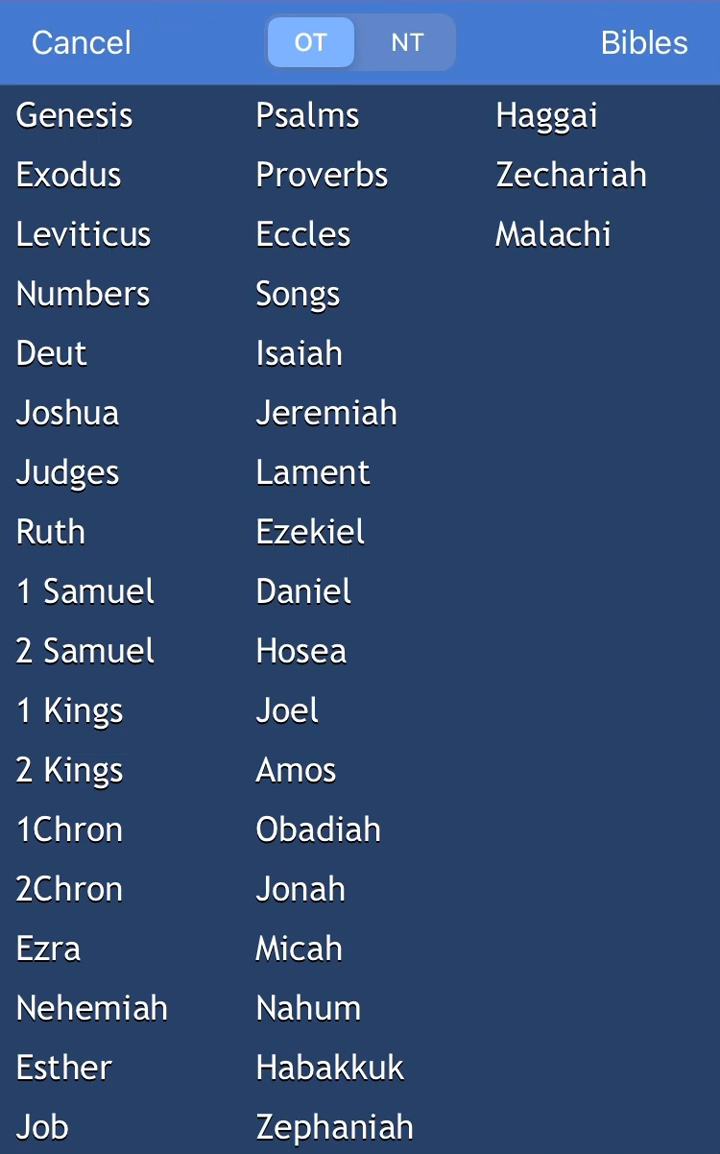 Cancel OT NT Bibles
Genesis Psalms Haggai
Exodus Proverbs Zechariah
Leviticus Eccles Malachi
Numbers Songs
Deut Isaiah
Joshua Jeremiah
Judges Lament
Ruth Ezekiel
1 Samuel Daniel
2 Samuel Hosea
1 Kings Joel
2 Kings Amos
1Chron Obadiah
2Chron Jonah
Ezra Micah
Nehemiah Nahum
Esther Habakkuk
Job Zephaniah